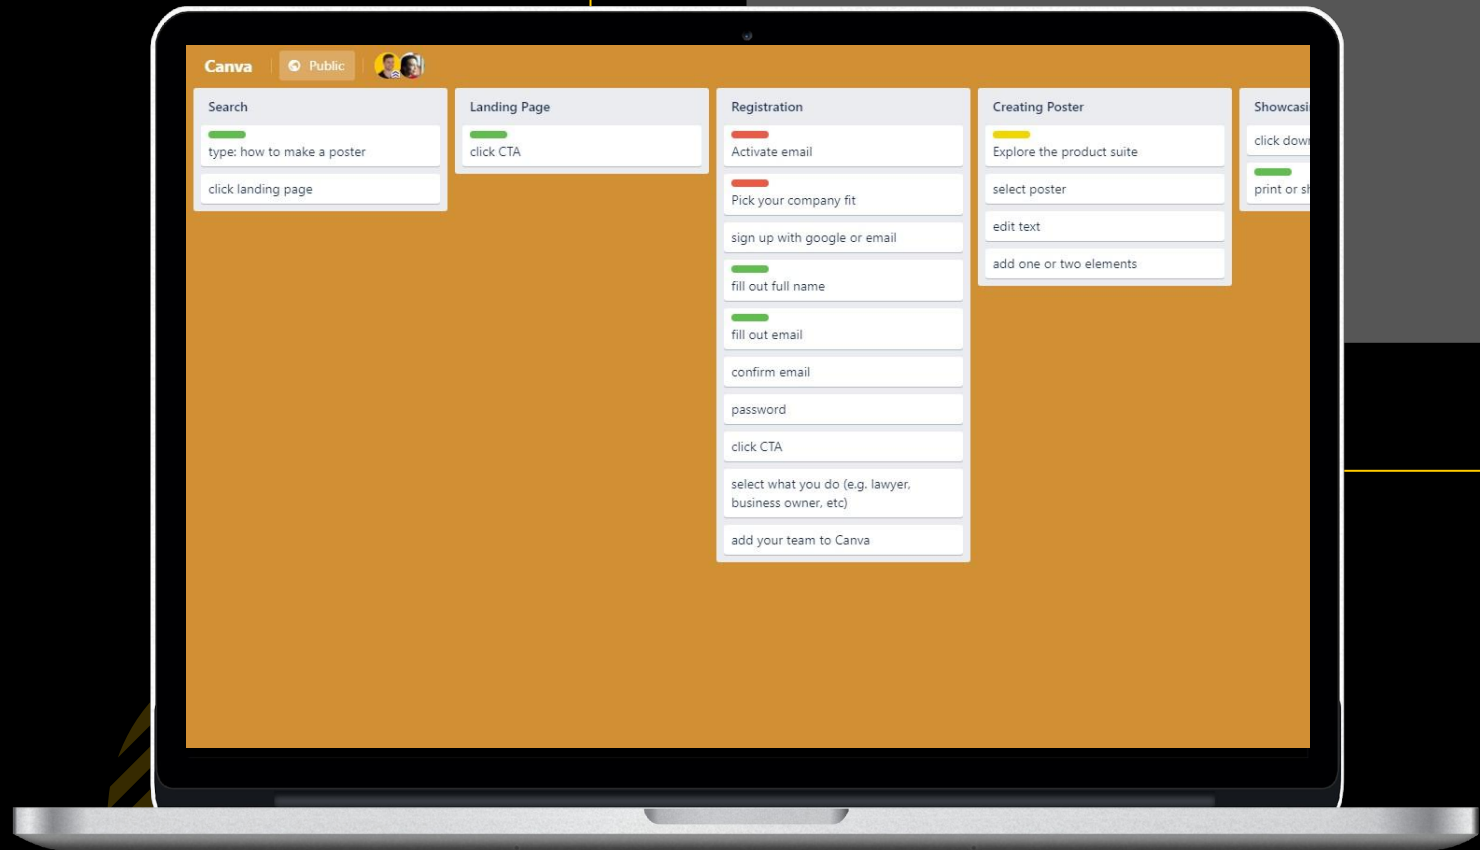 Canva
Public
Search
type: how to make a poster
click landing page
Landing Page
click CTA
Registration
Activate email
Pick your company fit
sign up with google or email
fill out full name
fill out email
confirm email
password
click CTA
select what you do (e.g. lawyer,
business owner, etc)
add your team to Canva
Creating Poster
Explore the product suite
select poster
edit text
add one or two elements
click
print or